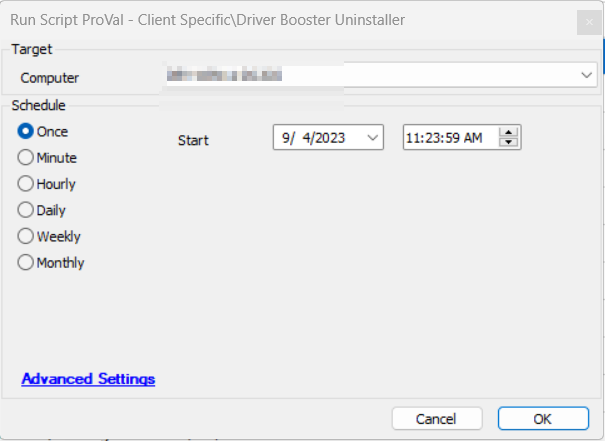 Run Script ProVal - Client Specific\Driver Booster Uninstaller
Target
Computer
Schedule
Once
Start
9/ 4/2023
11:23:59 AM
Minute
Hourly
Daily
Weekly
Monthly
Advanced Settings
Cancel
OK